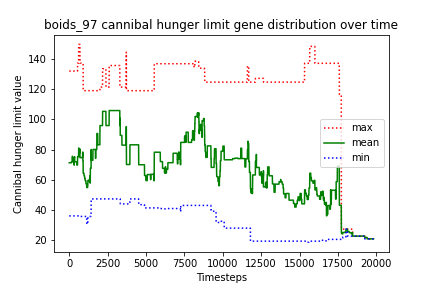 boids_97 cannibal hunger limit gene distribution over time
Cannibal hunger limit value
140
120
100
80
60
40
20
max
mean
min
0 2500 5000 7500 10000 12500 15000 17500 20000
Timesteps